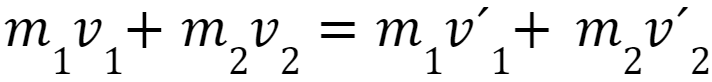 m₁v₁+ m₂v₂ = m₁v´₁+ m₂v´₂